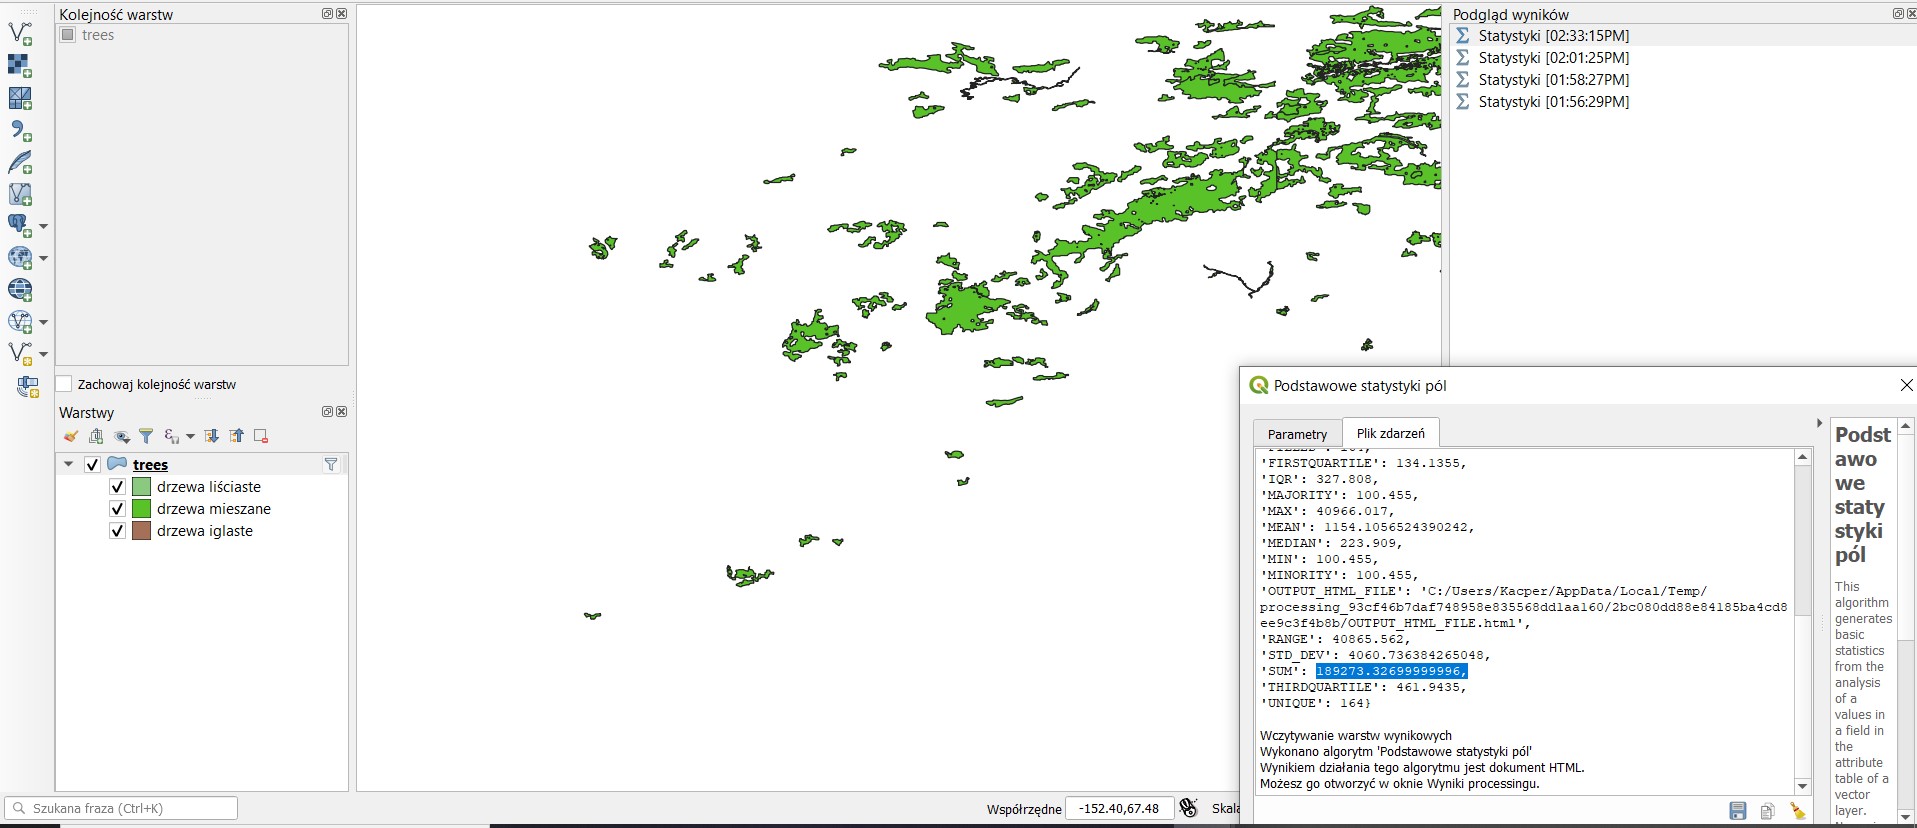 Kolejność warstw
trees
Zachowaj kolejność warstw
Warstwy
trees
drzewa liściaste
drzewa mieszane
drzewa iglaste
Szukana fraza (Ctrl+K)
Współrzędne
-152.40,67.48
Podgląd wyników
Statystyki [02:33:15PM]
Statystyki [02:01:25PM]
Statystyki [01:58:27PM]
Statystyki [01:56:29PM]
Podstawowe statystyki pól
Parametry
Plik zdarzeń
'FIRSTQUARTILE': 134.1355,
'IQR': 327.808,
'MAJORITY': 100.455,
'MAX': 40966.017,
'MEAN': 1154.1056524390242,
'MEDIAN': 223.909,
'MIN': 100.455,
'MINORITY': 100.455,
'OUTPUT_HTML_FILE': 'C:/Users/Kacper/AppData/Local/Temp/
processing_93cf46b7daf748958e835568dd1aa160/2bc080dd88e84185ba4cd8
ee9c3f4b8b/OUTPUT_HTML_FILE.html',
'RANGE': 40865.562,
'STD_DEV': 4060.736384265048,
'SUM': 189273.32699999996,
'THIRDQUARTILE': 461.9435,
'UNIQUE': 164}
Wczytywanie warstw wynikowych
Wykonano algorytm 'Podstawowe statystyki pól'
Wynikiem działania tego algorytmu jest dokument HTML.
Możesz go otworzyć w oknie Wyniki processingu.
Podst
awo
we
staty
styki
pól
This
algorithm
generates
basic
statistics
from the
analysis
of a
values in
a field in
the
attribute
table of a
vector
layer.